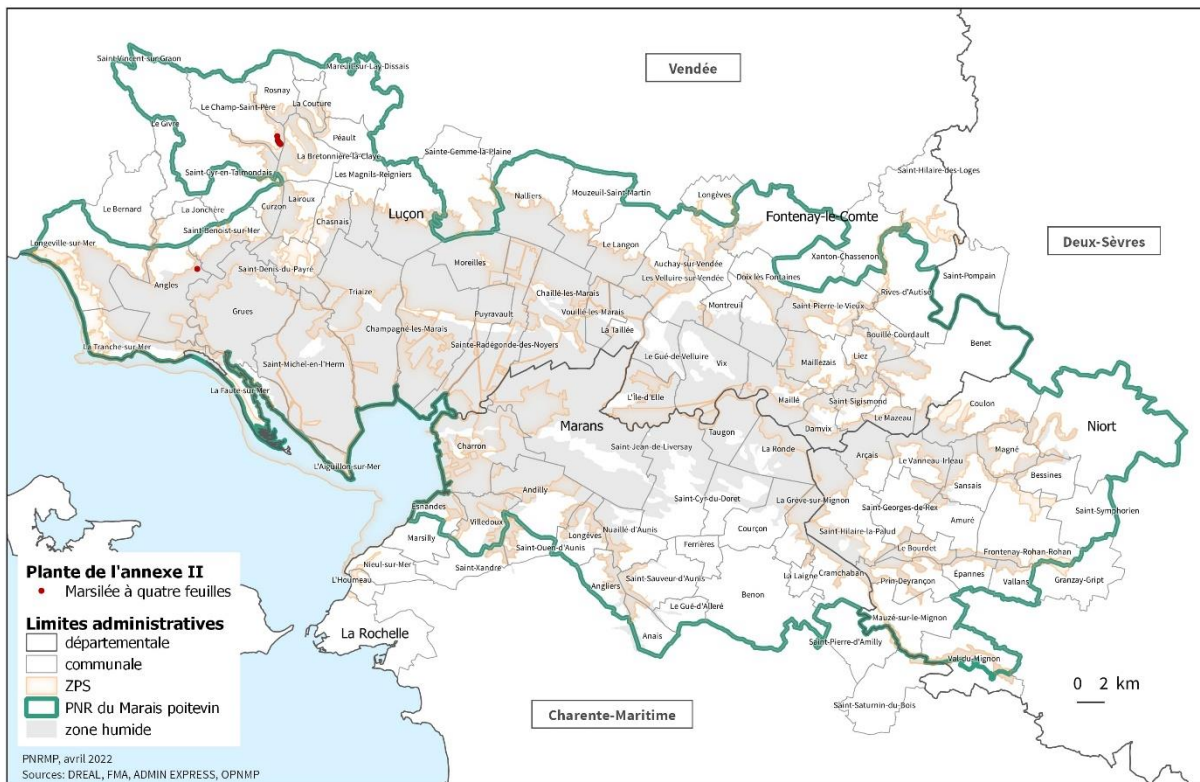 Vendée
Deux-Sèvres
Charente-Maritime
Saint-Vincent-sur-Graon
Mareuil-sur-Lay-Dissais
Rosnay
La Couture
Le Champ-Saint-Père
Le Givre
Péault
La Bretonnière-la-Claye
Sainte-Gemme-la-Plaine
Saint-Cyr-en-Talmondais
Les Magnils-Reigniers
Saint-Hilaire-des-Loges
Nalliers
Mouzeuil-Saint-Martin
Longèves
Le Bernard
La Jonchère
Curzon
Lairoux
Luçon
Fontenay-le-Comte
Chasnais
Saint-Benoist-sur-Mer
Longeville-sur-Mer
Le Langon
Xanton-Chassenon
Auchay-sur-Vendée
Moreilles
Saint-Denis-du-Payré
Les Velluire-sur-Vendée
Doix lès Fontaines
Saint-Pompain
Angles
Rives-d'Autise
Triaize
Chaillé-les-Marais
Grues
Vouillé-les-Marais
Montreuil
Saint-Pierre-le-Vieux
Puyravault
Champagné-les-Marais
La Taillée
Bouillé-Courdault
Benet
Sainte-Radégonde-des-Noyers
La Tranche-sur-Mer
Le Gué-de-Velluire
Vix
Maillezais
Liez
Saint-Michel-en-l'Herm
La Faute-sur-Mer
L'Île-d'Elle
Maillé
Saint-Sigismond
Le Mazeau
Coulon
Damvix
Marans
Taugon
Niort
Charron
Saint-Jean-de-Liversay
La Ronde
Magné
Arçais
Le Vanneau-Irleau
L'Aiguillon-sur-Mer
Bessines
Sansais
Andilly
Saint-Cyr-du-Doret
La Grève-sur-Mignon
Esnandes
Saint-Georges-de-Rex
Saint-Symphorien
Villedoux
Amuré
Nuaillé-d'Aunis
Courçon
Saint-Hilaire-la-Palud
Marsilly
Longèves
Ferrières
Le Bourdet
Saint-Ouen-d'Aunis
Frontenay-Rohan-Rohan
Nieul-sur-Mer
Saint-Xandre
Épannes
Cramchaban
L'Houmeau
Angliers
Saint-Sauveur-d'Aunis
La Laigne
Prin-Deyrançon
Vallans
Granzay-Gript
Benon
Le Gué-d'Alleré
Mauzé-sur-le-Mignon
La Rochelle
Anais
Saint-Pierre-d'Amilly
Val-du-Mignon
Saint-Saturnin-du-Bois
0 2 km
Plante de l'annexe II
Marsilée à quatre feuilles
Limites administratives
départementale
communale
ZPS
PNR du Marais poitevin
zone humide
PNRMP, avril 2022
Sources: DREAL, FMA, ADMIN EXPRESS, OPNMP